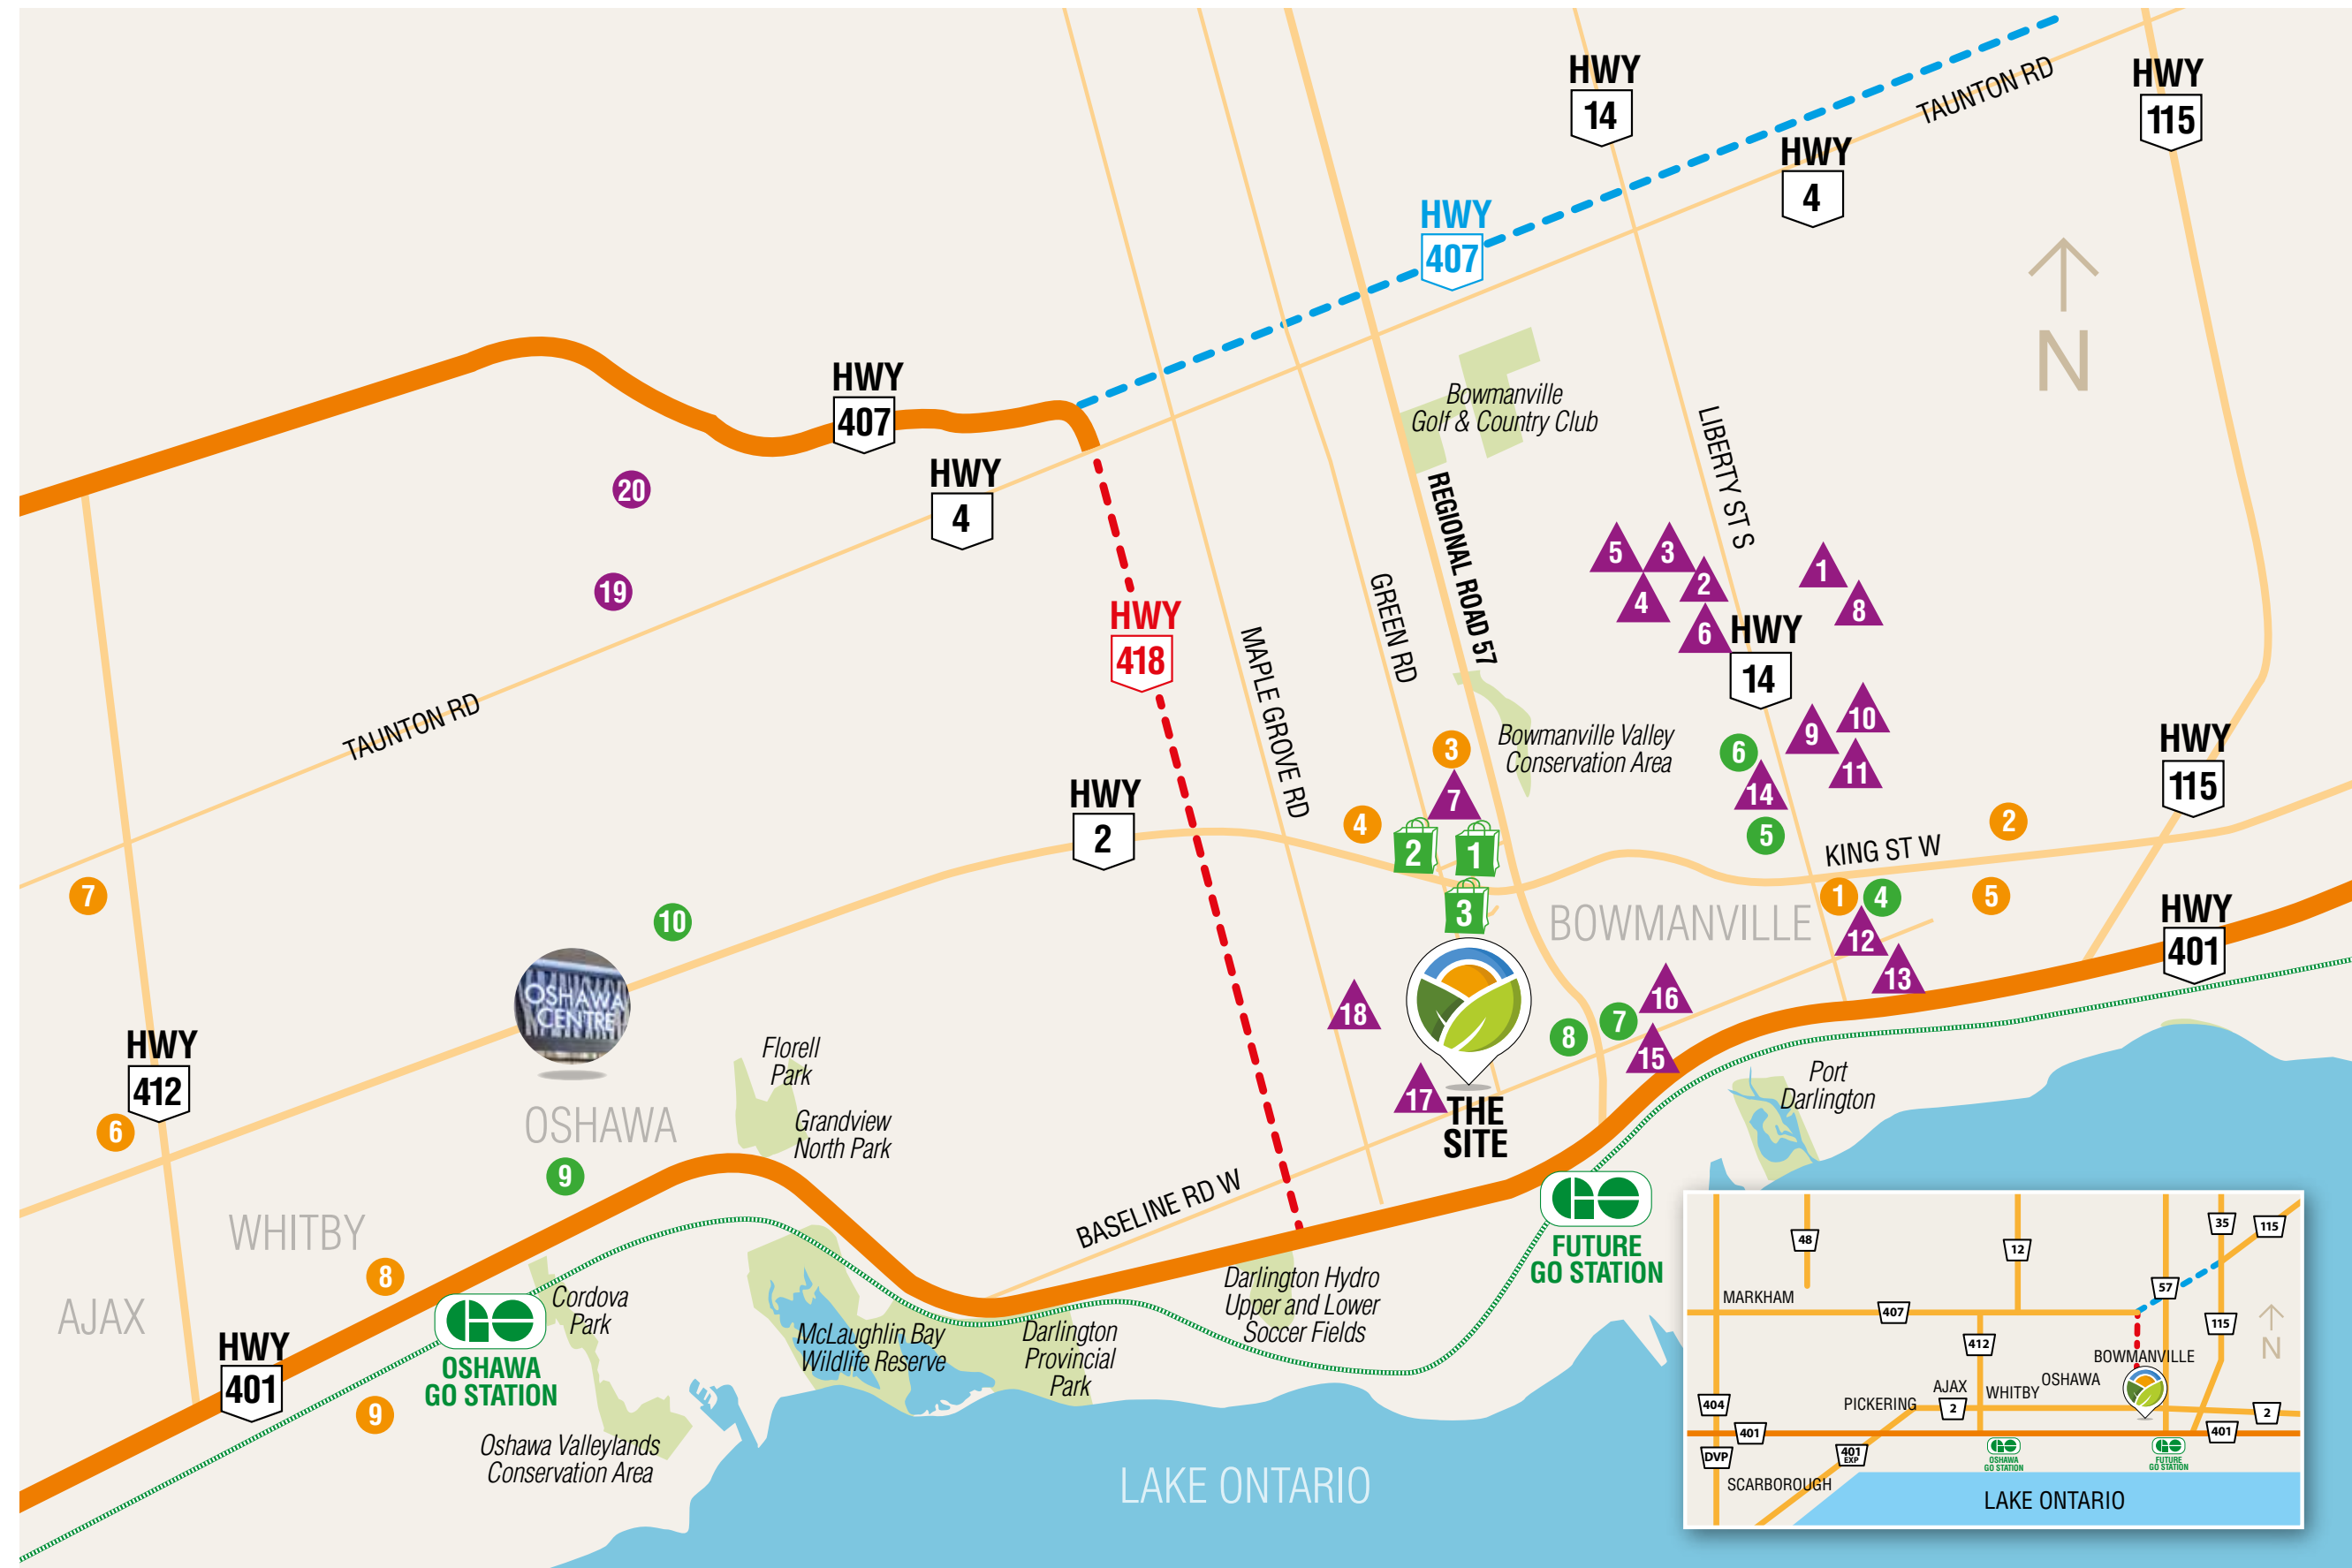 HWY
14
HWY
115
TAUNTON RD
HWY
4
HWY
407
N
HWY
407
Bowmanville
Golf & Country Club
LIBERTY ST S
HWY
4
20
19
REGIONAL ROAD 57
5
3
2
4
6
1
8
HWY
418
GREEN RD
HWY
14
MAPLE GROVE RD
TAUNTON RD
10
9
11
Bowmanville Valley
Conservation Area
3
7
6
14
5
HWY
115
HWY
2
4
2
1
3
2
KING ST W
7
10
BOWMANVILLE
1
4
5
12
13
HWY
401
OSHAWA
CENTRE
18
16
8
7
15
17
THE
SITE
Florell
Park
Grandview
North Park
HWY
412
6
OSHAWA
9
Port
Darlington
WHITBY
BASELINE RD W
FUTURE
GO STATION
8
AJAX
HWY
401
OSHAWA
GO STATION
9
Cordova
Park
McLaughlin Bay
Wildlife Reserve
Darlington
Provincial
Park
Darlington Hydro
Upper and Lower
Soccer Fields
Oshawa Valleylands
Conservation Area
LAKE ONTARIO
48
12
35
115
57
MARKHAM
407
412
115
N
BOWMANVILLE
OSHAWA
AJAX
WHITBY
PICKERING
2
2
404
401
401
DVP
401
EXP
OSHAWA
GO STATION
FUTURE
GO STATION
SCARBOROUGH
LAKE ONTARIO